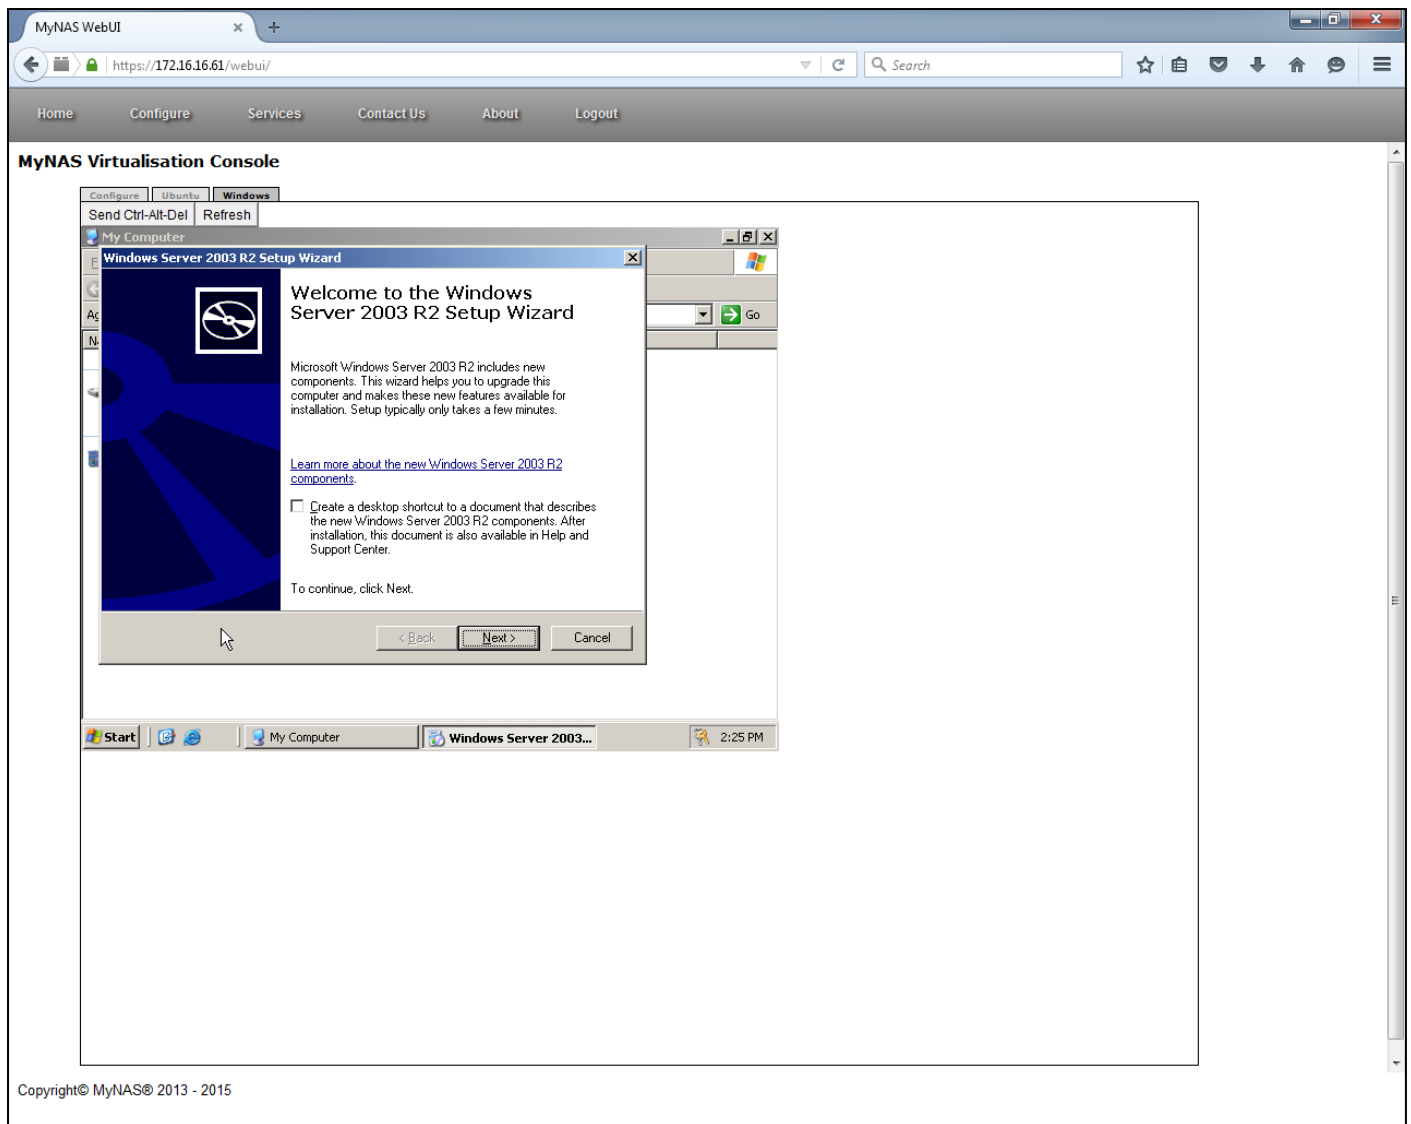 MyNAS WebUI
https://172.16.16.61/webui/
Search
Home Configure Services Contact Us About Logout
MyNAS Virtualisation Console
Configure Ubuntu Windows
Send Ctrl-Alt-Del Refresh
My Computer
Windows Server 2003 R2 Setup Wizard
Welcome to the Windows
Server 2003 R2 Setup Wizard
Go
Microsoft Windows Server 2003 R2 includes new
components. This wizard helps you to upgrade this
computer and makes these new features available for
installation. Setup typically only takes a few minutes.
Learn more about the new Windows Server 2003 R2
components.
Create a desktop shortcut to a document that describes
the new Windows Server 2003 R2 components. After
installation, this document is also available in Help and
Support Center.
To continue, click Next.
< Back Next > Cancel
Start My Computer Windows Server 2003... 2:25 PM
Copyright© MyNAS® 2013 - 2015